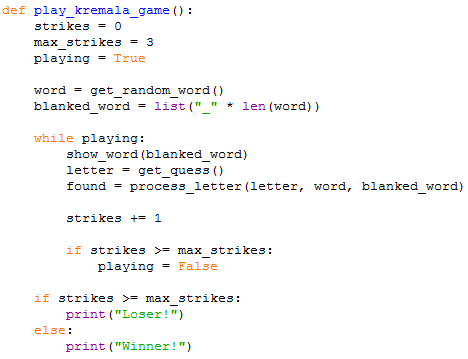 def play_kremala_game():
    strikes = 0
    max_strikes = 3
    playing = True

    word = get_random_word()
    blanked_word = list("_" * len(word))

    while playing:
        show_word(blanked_word)
        letter = get_quess()
        found = process_letter(letter, word, blanked_word)

        strikes += 1

        if strikes >= max_strikes:
            playing = False

    if strikes >= max_strikes:
        print("Loser!")
    else:
        print("Winner!")